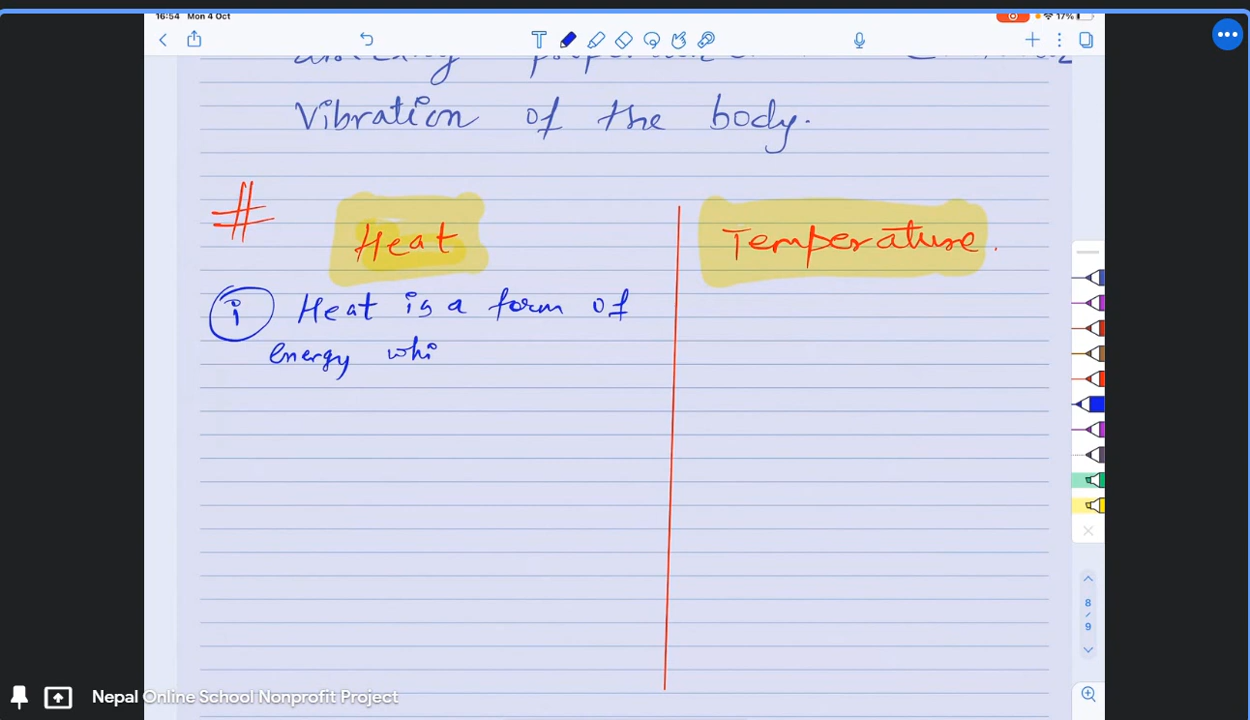 16:54 Mon 4 Oct
17%
Vibration of the body.
# Heat
Temperature.
i Heat is a form of
energy whi
8
/
9
Nepal Online School Nonprofit Project